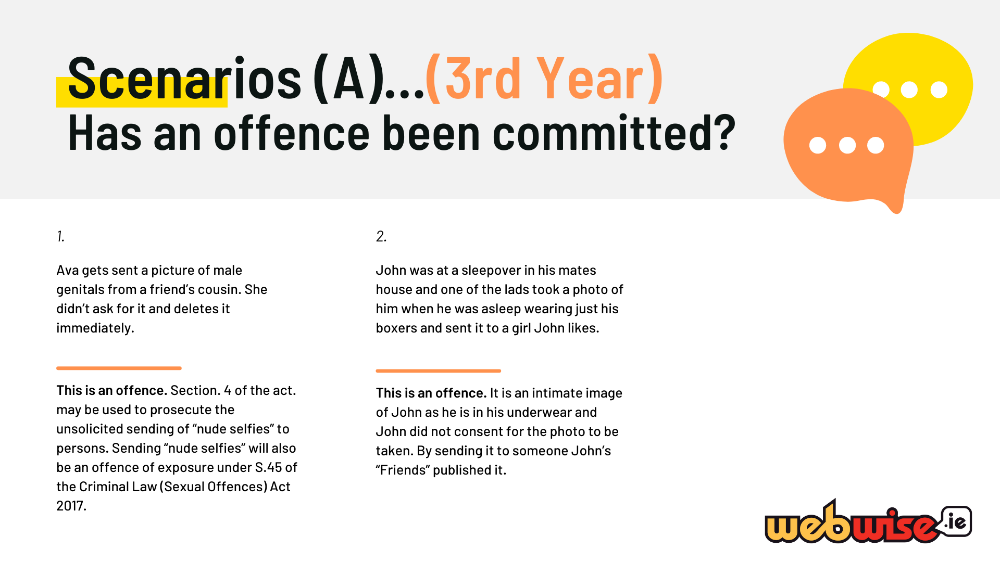 Scenarios (A)...(3rd Year)
Has an offence been committed?
1.
Ava gets sent a picture of male
genitals from a friend’s cousin. She
didn’t ask for it and deletes it
immediately.
This is an offence. Section. 4 of the act.
may be used to prosecute the
unsolicited sending of “nude selfies” to
persons. Sending “nude selfies” will also
be an offence of exposure under S.45 of
the Criminal Law (Sexual Offences) Act
2017.
2.
John was at a sleepover in his mates
house and one of the lads took a photo of
him when he was asleep wearing just his
boxers and sent it to a girl John likes.
This is an offence. It is an intimate image
of John as he is in his underwear and
John did not consent for the photo to be
taken. By sending it to someone John’s
“Friends” published it.
webwise.ie